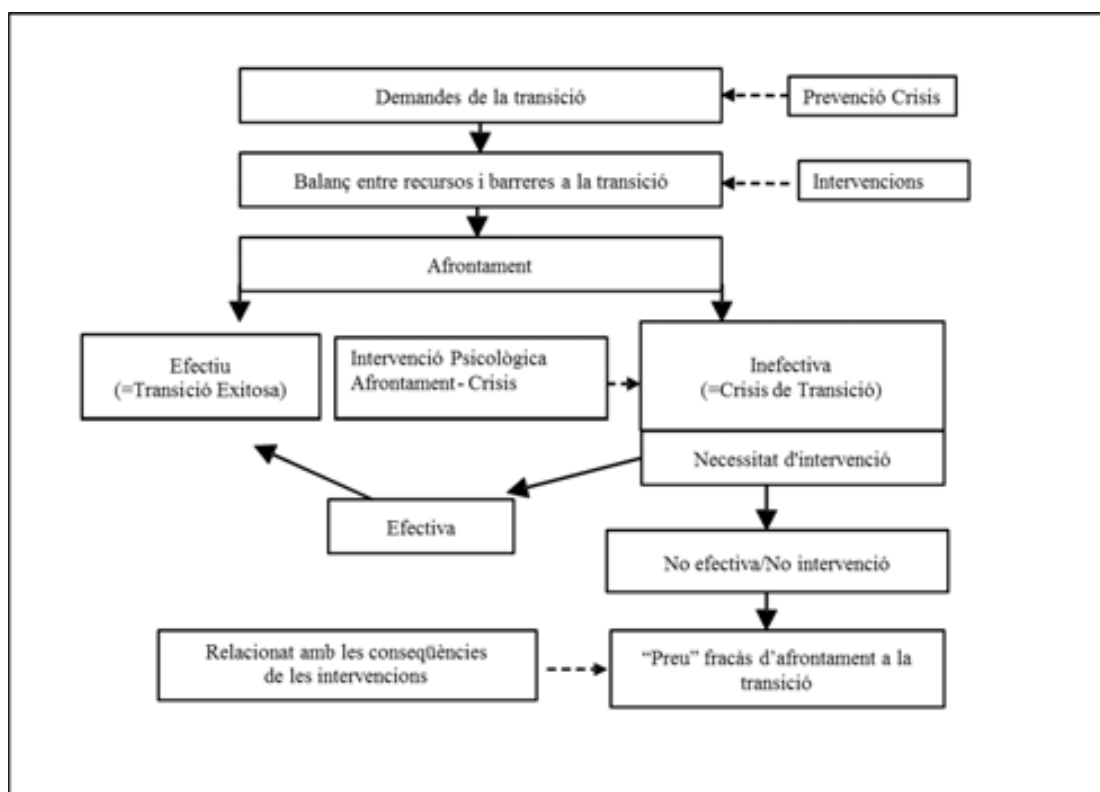 Demandes de la transició
Prevenció Crisis
Balanç entre recursos i barreres a la transició
Intervencions
Afrontament
Efectiu
(=Transició Exitosa)
Intervenció Psicològica
Afrontament - Crisis
Inefectiva
(=Crisis de Transició)
Necessitat d'intervenció
Efectiva
No efectiva/No intervenció
Relacionat amb les conseqüències
de les intervencions
“Preu” fracàs d’afrontament a la
transició